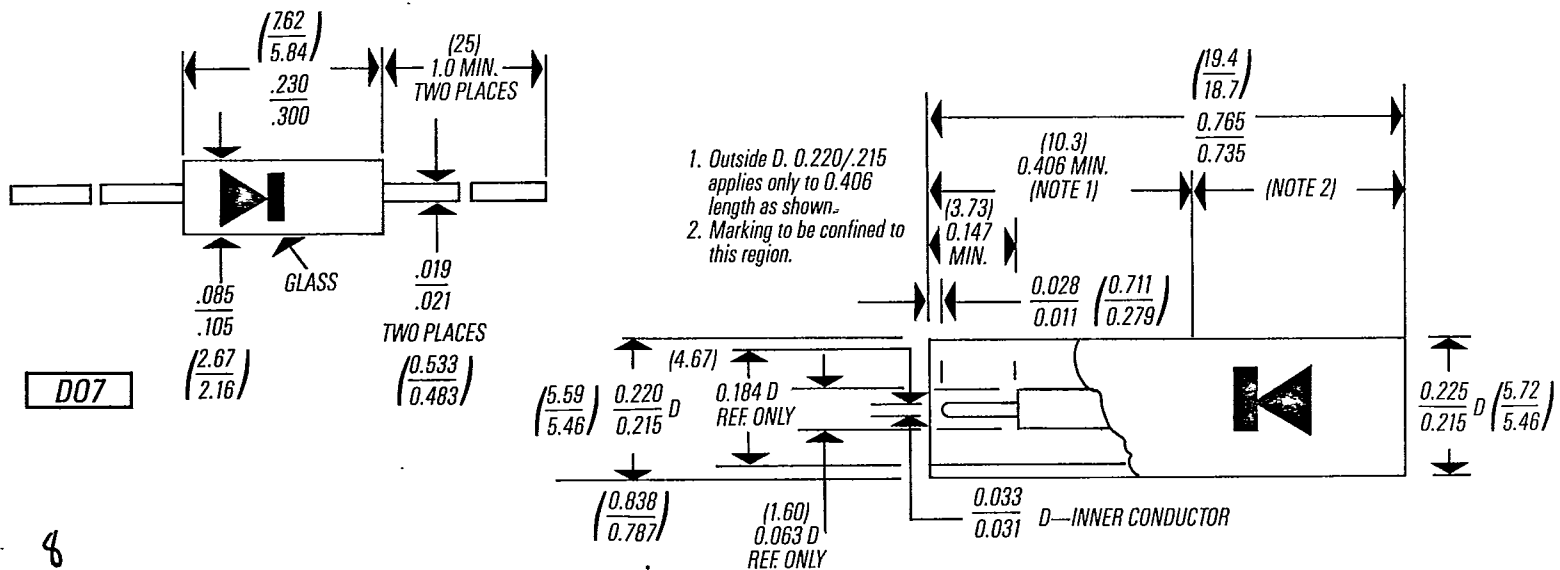 (7.62
5.84)
.230
.300
(25)
1.0 MIN.
TWO PLACES
GLASS
.085
.105
(2.67
2.16)
.019
.021
TWO PLACES
(0.533
0.483)
D07
8
1. Outside D. 0.220/.215
applies only to 0.406
length as shown.
2. Marking to be confined to
this region.
(19.4
18.7)
0.765
0.735
(10.3)
0.406 MIN.
(NOTE 1)
(NOTE 2)
(3.73)
0.147
MIN.
0.028
0.011
(0.711
0.279)
(5.59
5.46)
0.220
0.215 D
(4.67)
0.184 D
REF. ONLY
0.225
0.215 D
(5.72
5.46)
(0.838
0.787)
(1.60)
0.063 D
REF. ONLY
0.033
0.031
D—INNER CONDUCTOR